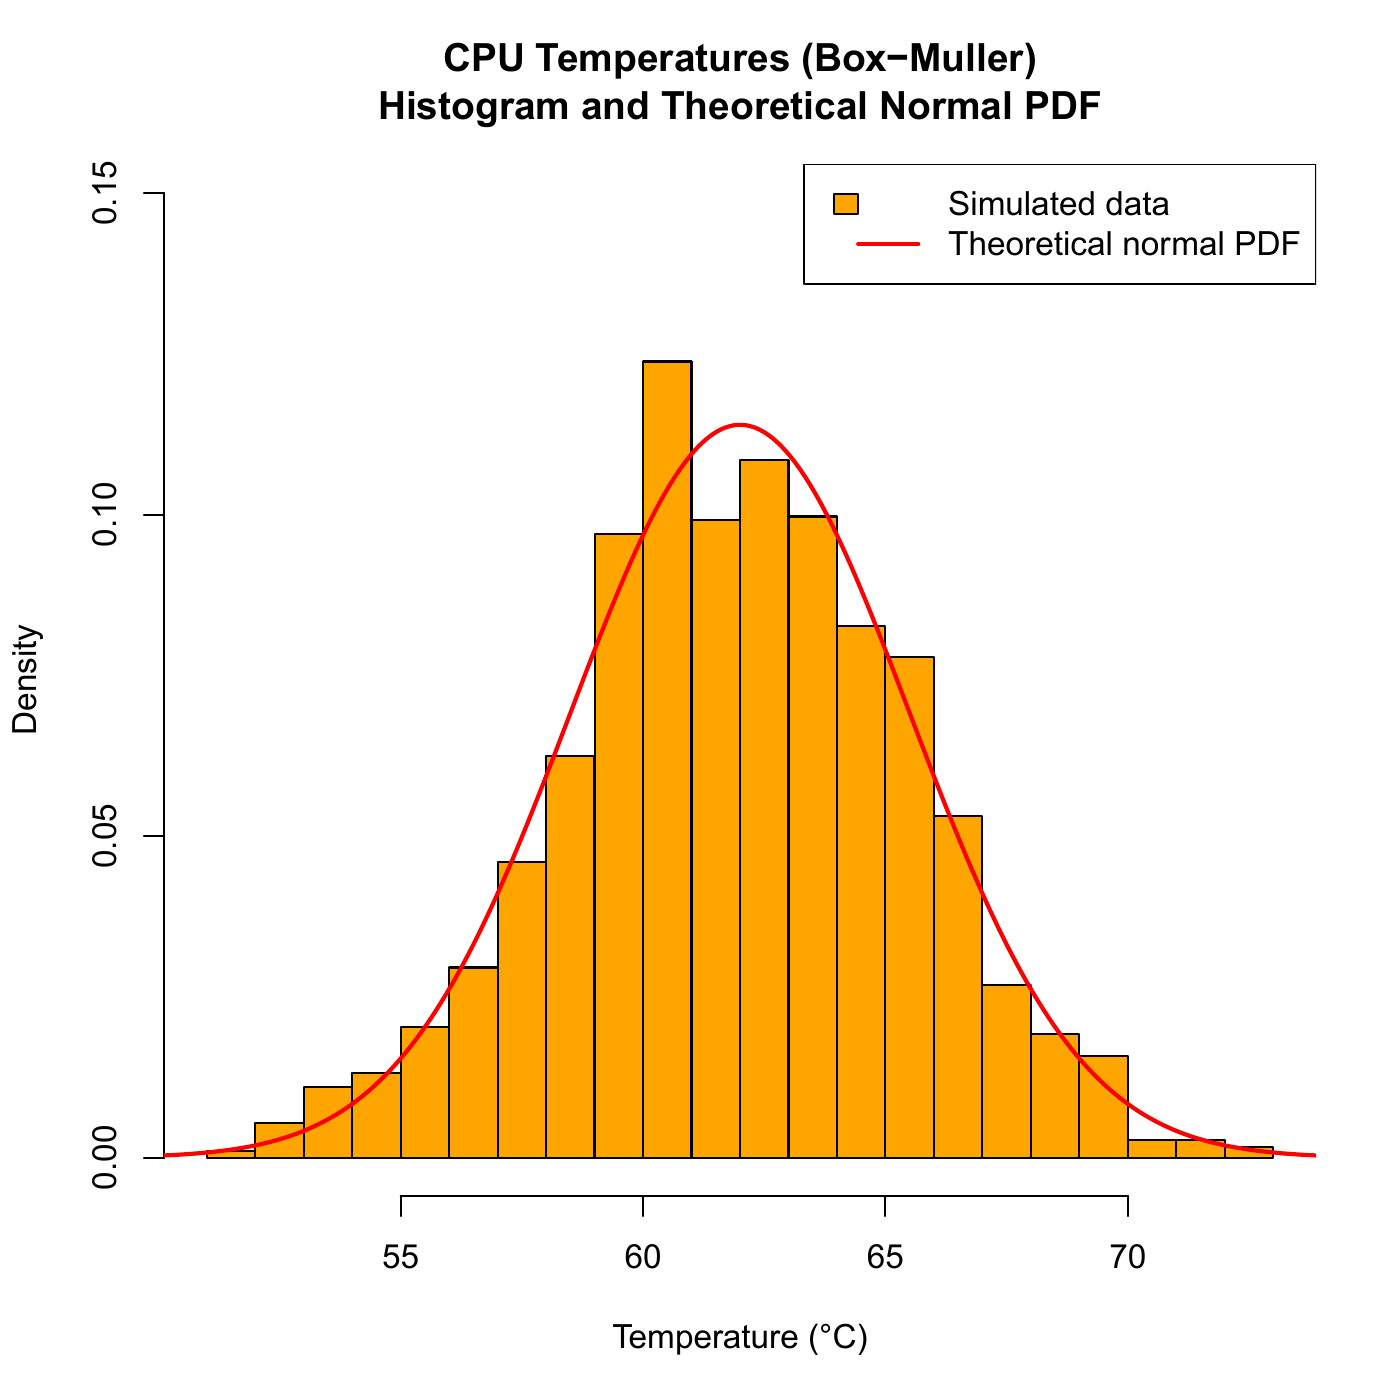 CPU Temperatures (Box−Muller)
Histogram and Theoretical Normal PDF
Simulated data
Theoretical normal PDF
0.15
0.10
0.05
0.00
Density
55 60 65 70
Temperature (°C)